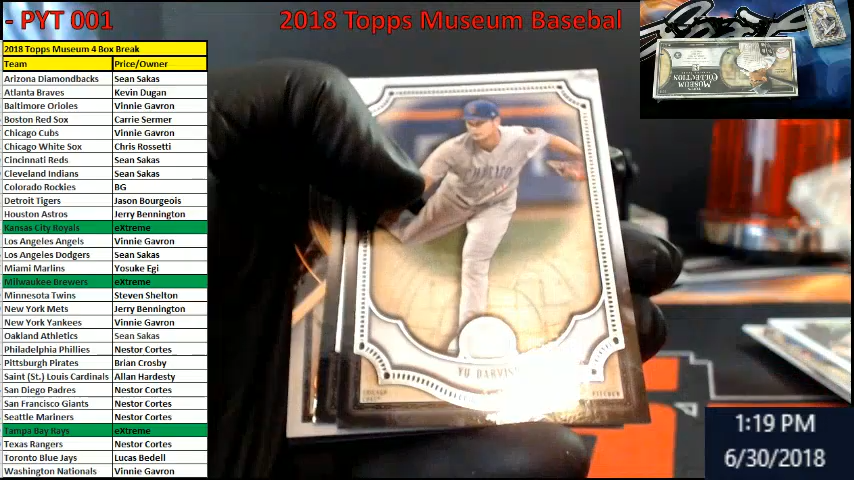 - PYT 001
2018 Topps Museum Basebal
2018 Topps Museum 4 Box Break
Team Price/Owner
Arizona Diamondbacks Sean Sakas
Atlanta Braves Kevin Dugan
Baltimore Orioles Vinnie Gavron
Boston Red Sox Carrie Sermer
Chicago Cubs Vinnie Gavron
Chicago White Sox Chris Rossetti
Cincinnati Reds Sean Sakas
Cleveland Indians Sean Sakas
Colorado Rockies BG
Detroit Tigers Jason Bourgeois
Houston Astros Jerry Bennington
Kansas City Royals eXtreme
Los Angeles Angels Vinnie Gavron
Los Angeles Dodgers Sean Sakas
Miami Marlins Yosuke Egi
Milwaukee Brewers eXtreme
Minnesota Twins Steven Shelton
New York Mets Jerry Bennington
New York Yankees Vinnie Gavron
Oakland Athletics Sean Sakas
Philadelphia Phillies Nestor Cortes
Pittsburgh Pirates Brian Crosby
Saint (St.) Louis Cardinals Allan Hardesty
San Diego Padres Nestor Cortes
San Francisco Giants Nestor Cortes
Seattle Mariners Nestor Cortes
Tampa Bay Rays eXtreme
Texas Rangers Nestor Cortes
Toronto Blue Jays Lucas Bedell
Washington Nationals Vinnie Gavron
CHICAGO
YU DARVISH
CHICAGO
CUBS
PITCHER
MUSEUM
COLLECTION
1:19 PM
6/30/2018